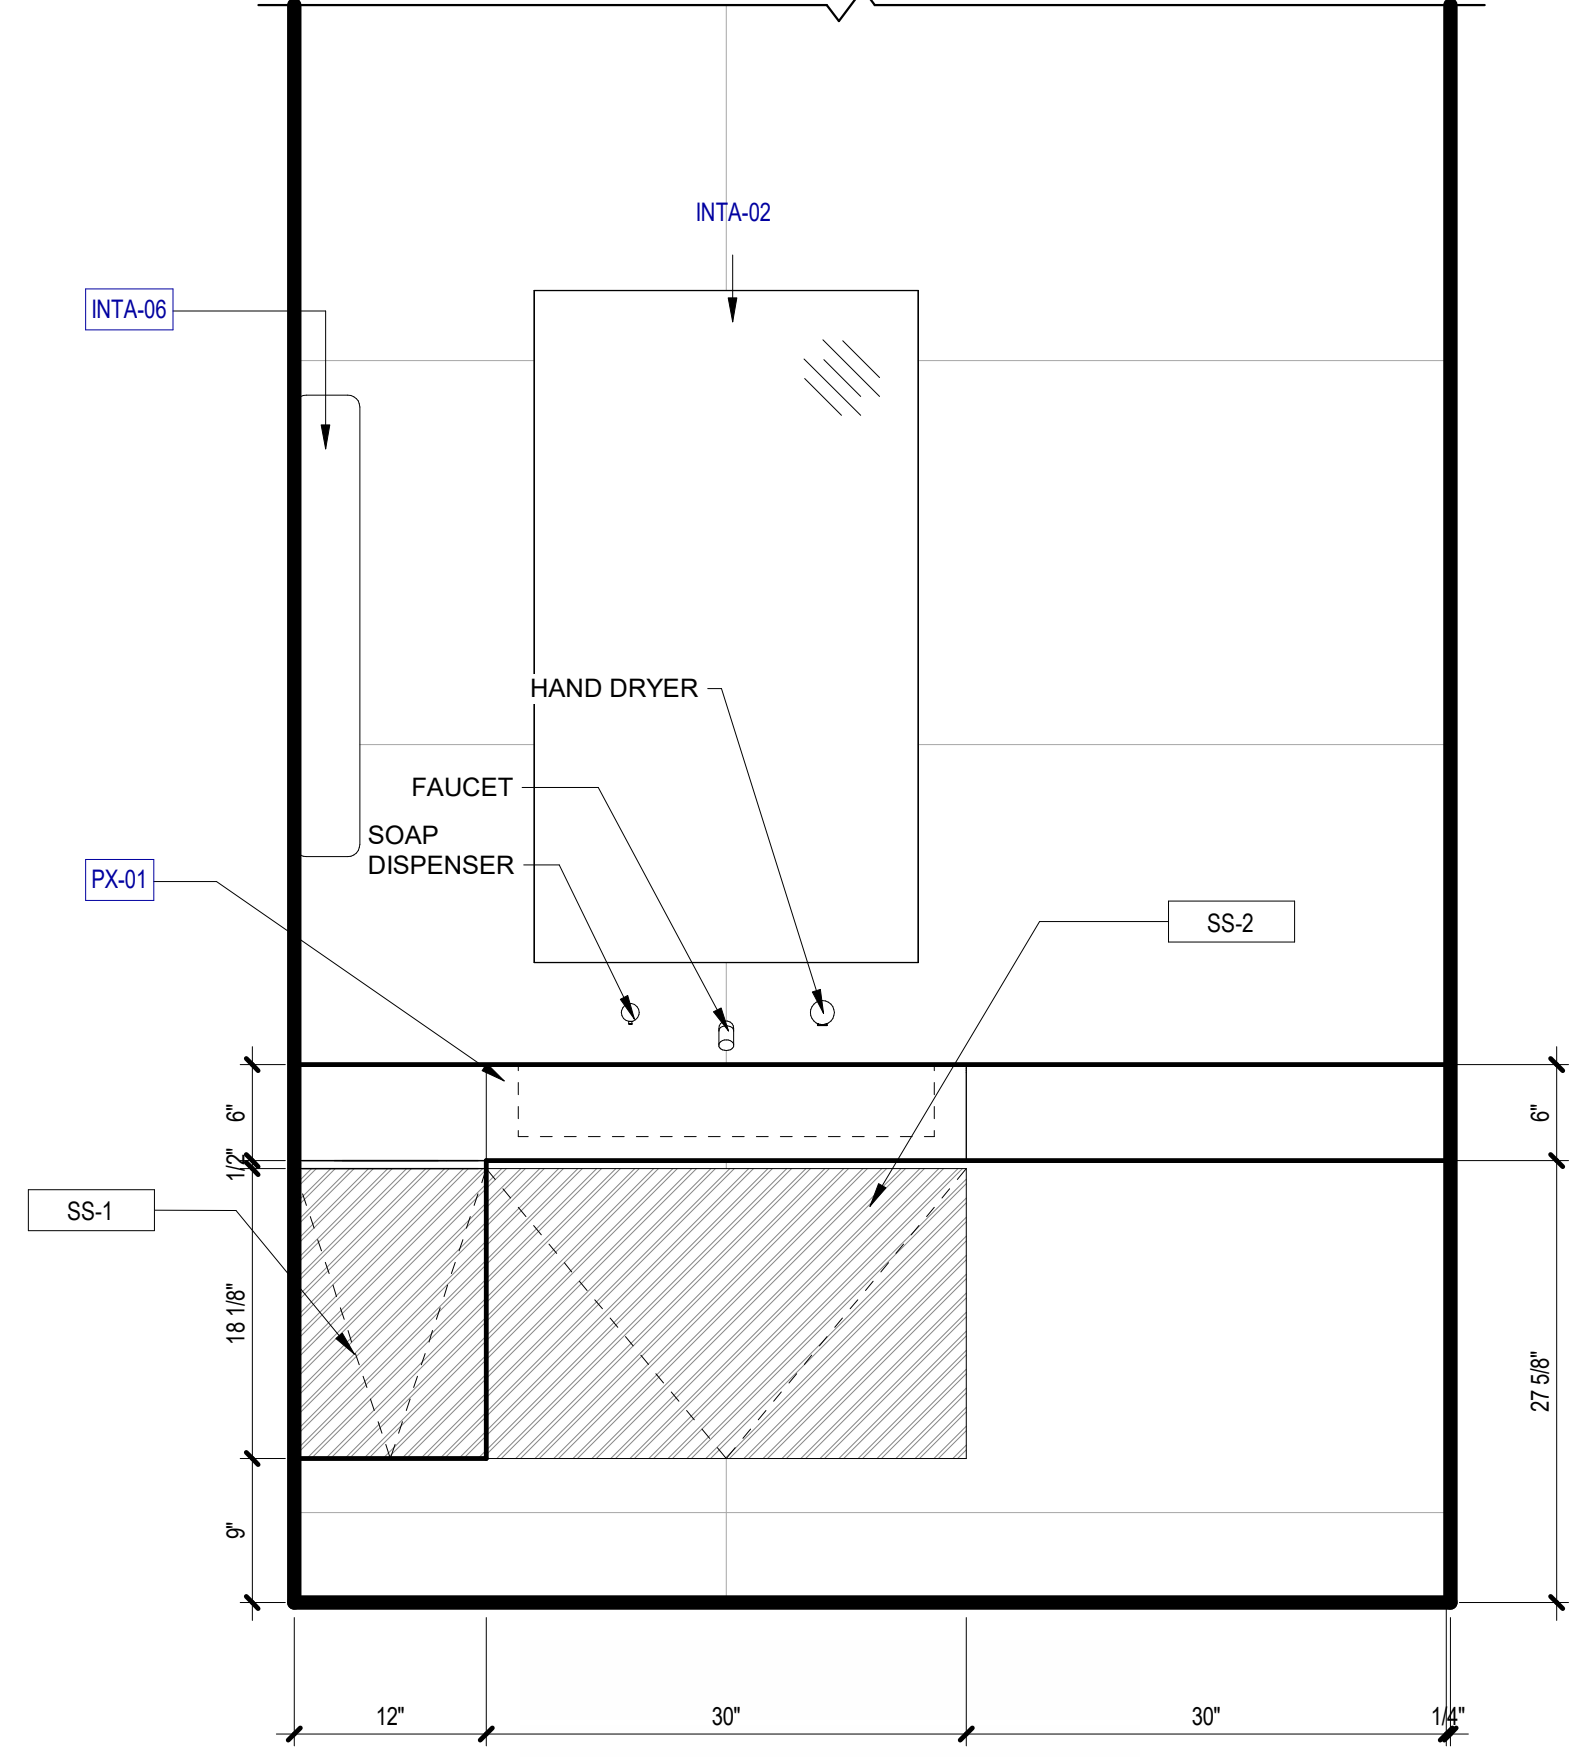 INTA-02
INTA-06
HAND DRYER
FAUCET
SOAP
DISPENSER
PX-01
SS-2
6"
6"
1/2"
SS-1
18 1/8"
27 5/8"
9"
12"
30"
30"
1/4"